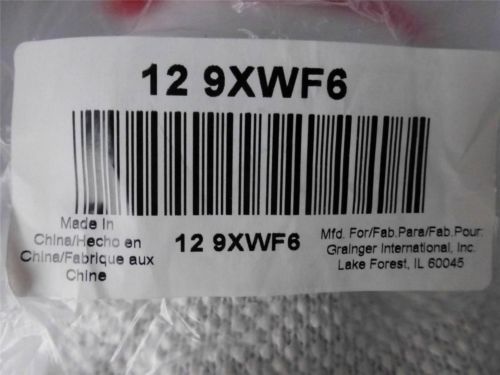 12 9XWF6
Made In
China/Hecho en
China/Fabrique aux
Chine
12 9XWF6
Mfd. For/Fab.Para/Fab.Pour:
Grainger International, Inc.
Lake Forest, IL 60045